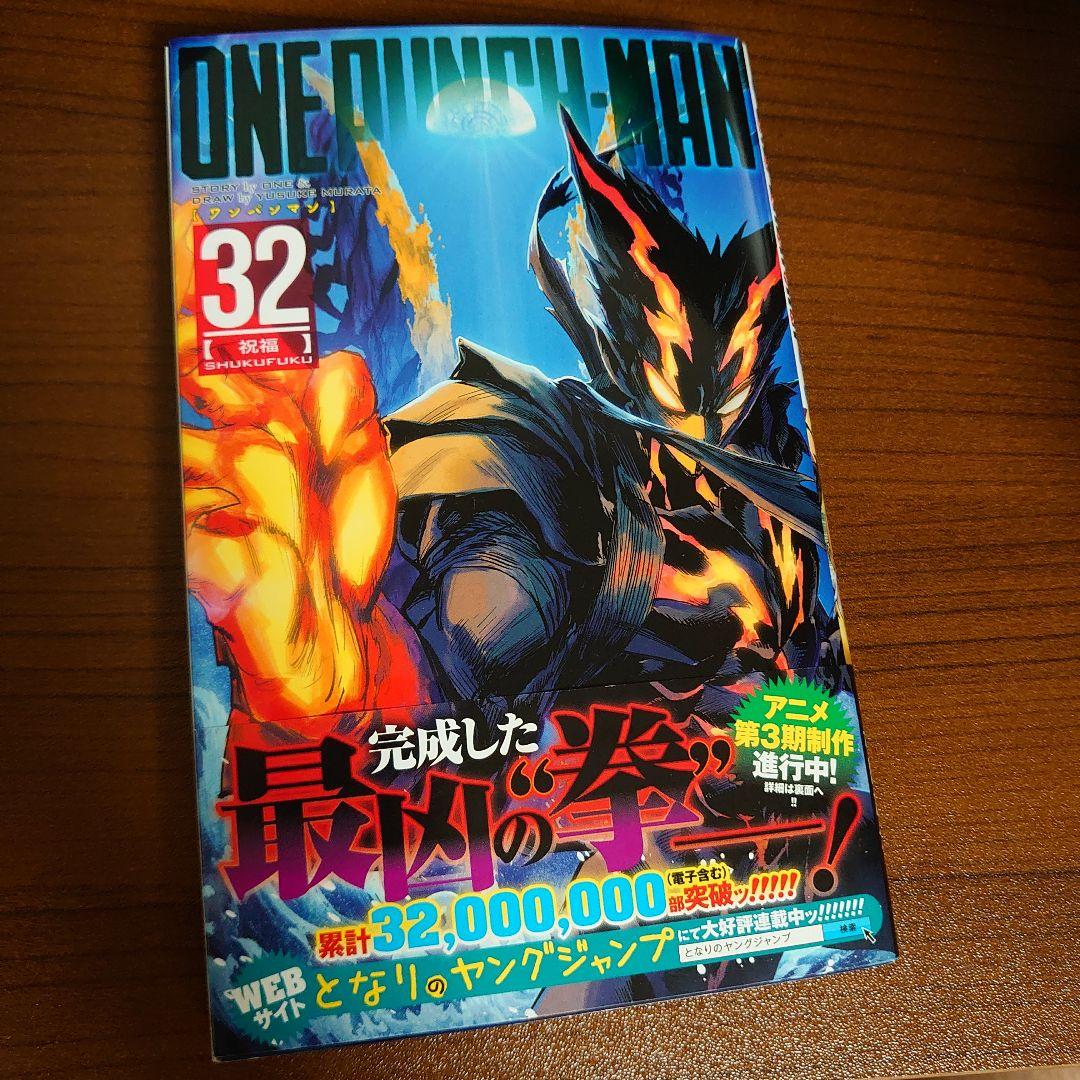 ONE PUNCH-MAN
STORY by ONE &
DRAW by YUSUKE MURATA
【ワンパンマン】
32
【 祝福 】
SHUKUFUKU
アニメ
第3期制作
進行中!
詳細は裏面へ
!!
完成した
最凶の“拳”――!
累計32,000,000部突破ッ!!!!!
(電子含む)
WEB
サイト
となりのヤングジャンプにて大好評連載中ッ!!!!!!!
となりのヤングジャンプ
検索